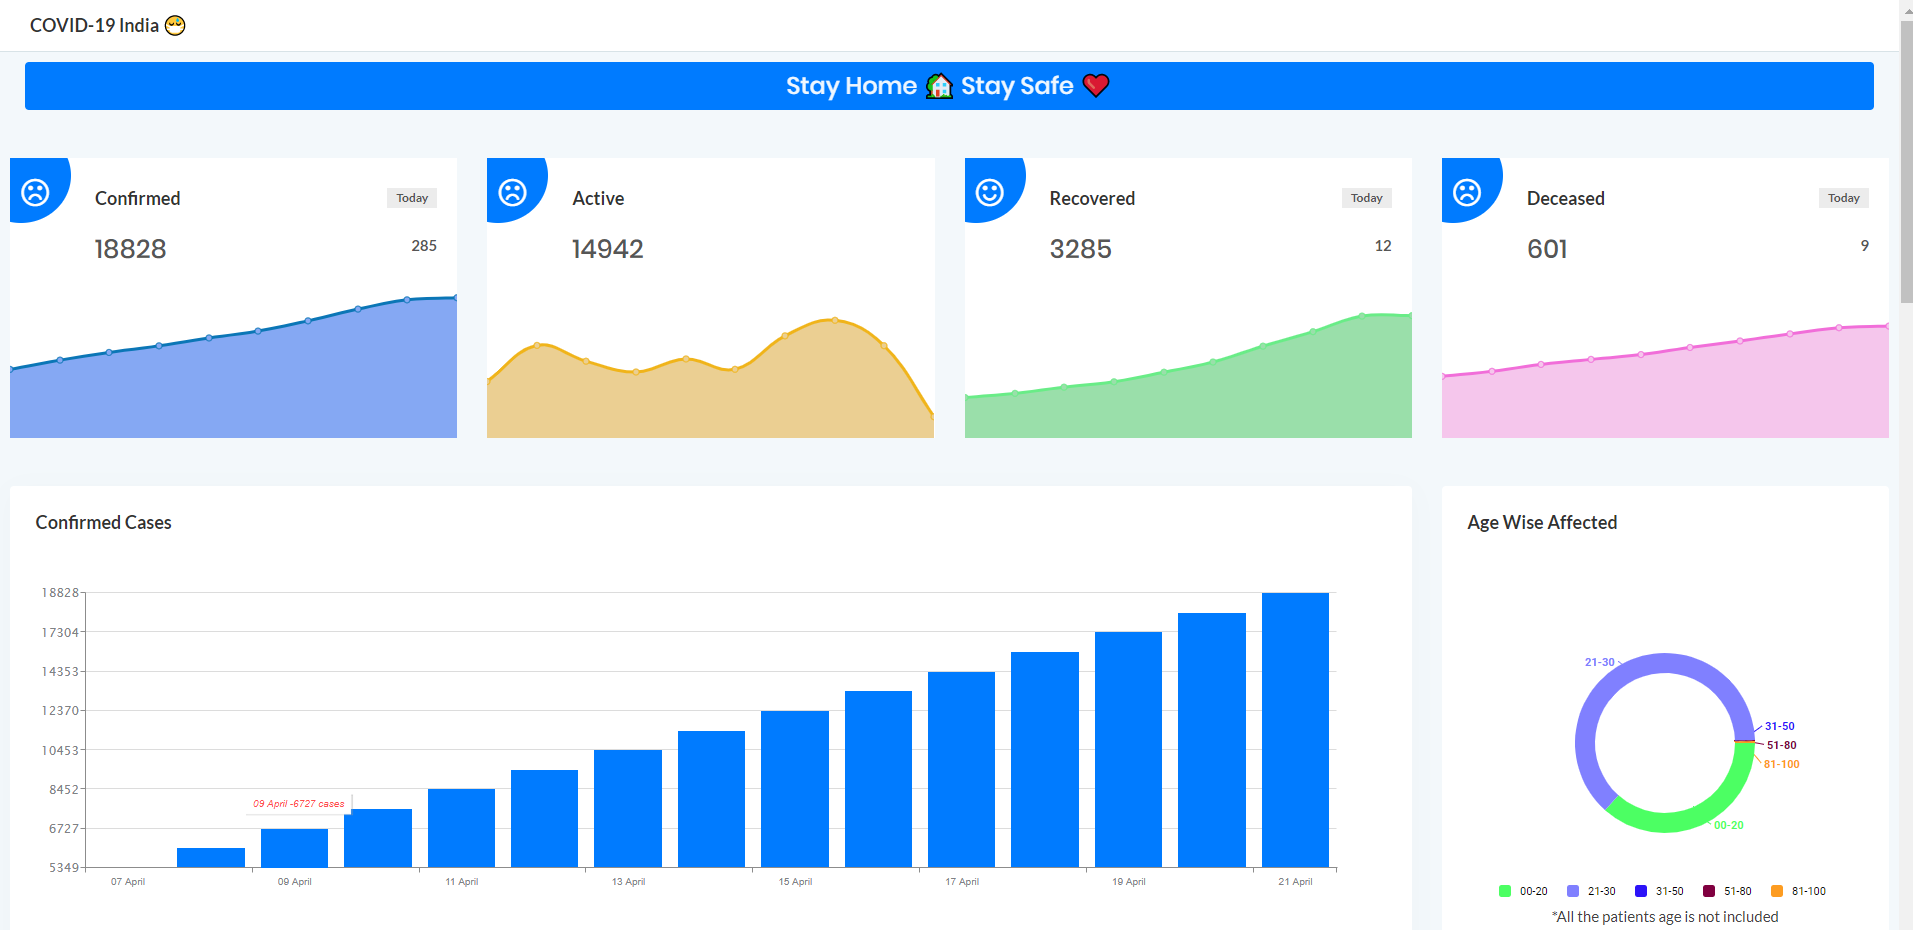 COVID-19 India
Stay Home Stay Safe
Confirmed Today
18828 285
Active
14942
Recovered Today
3285 12
Deceased Today
601 9
Confirmed Cases
18828
17304
14353
12370
10453
8452
6727
5349
09 April -6727 cases
07 April 09 April 11 April 13 April 15 April 17 April 19 April 21 April
Age Wise Affected
21-30
31-50
51-80
81-100
00-20
00-20 21-30 31-50 51-80 81-100
*All the patients age is not included